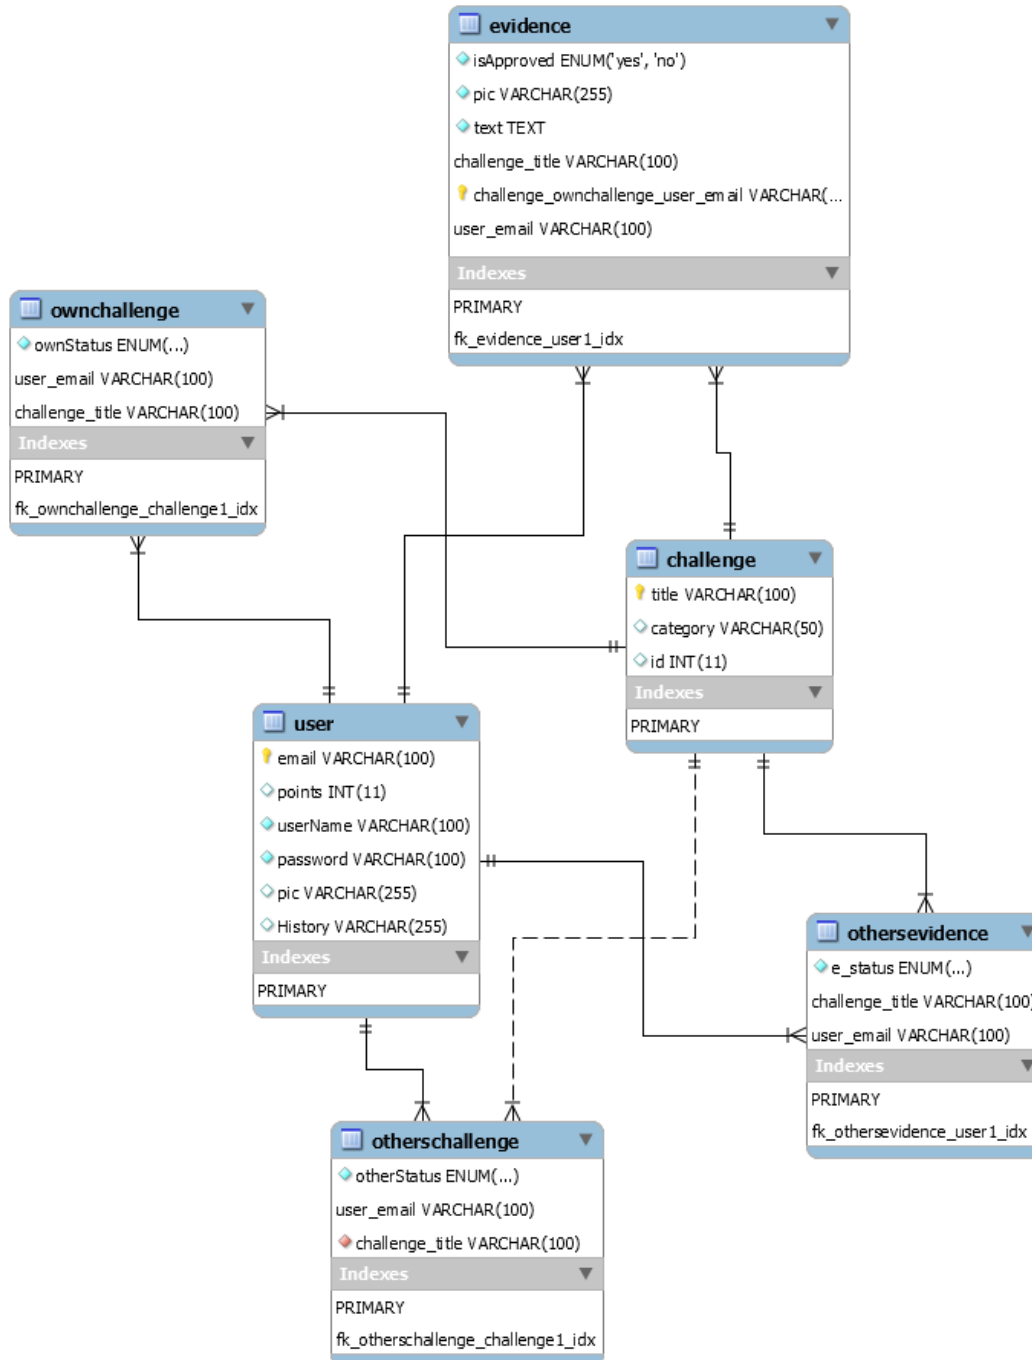 evidence
isApproved ENUM('yes', 'no')
pic VARCHAR(255)
text TEXT
challenge_title VARCHAR(100)
challenge_ownchallenge_user_email VARCHAR(...
user_email VARCHAR(100)
Indexes
PRIMARY
fk_evidence_user1_idx
ownchallenge
ownStatus ENUM(...)
user_email VARCHAR(100)
challenge_title VARCHAR(100)
Indexes
PRIMARY
fk_ownchallenge_challenge1_idx
challenge
title VARCHAR(100)
category VARCHAR(50)
id INT(11)
Indexes
PRIMARY
user
email VARCHAR(100)
points INT(11)
userName VARCHAR(100)
password VARCHAR(100)
pic VARCHAR(255)
History VARCHAR(255)
Indexes
PRIMARY
othersevidence
e_status ENUM(...)
challenge_title VARCHAR(100)
user_email VARCHAR(100)
Indexes
PRIMARY
fk_othersevidence_user1_idx
otherschallenge
otherStatus ENUM(...)
user_email VARCHAR(100)
challenge_title VARCHAR(100)
Indexes
PRIMARY
fk_otherschallenge_challenge1_idx